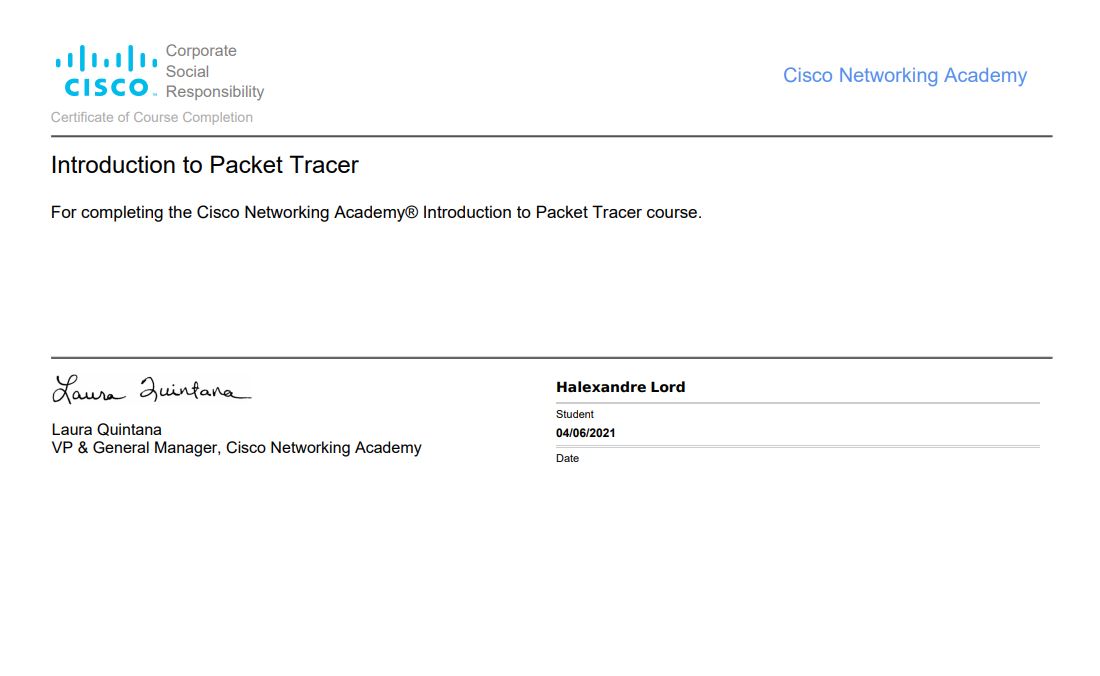 Corporate
Social
Responsibility
CISCO
Cisco Networking Academy
Certificate of Course Completion
Introduction to Packet Tracer
For completing the Cisco Networking Academy® Introduction to Packet Tracer course.
Laura Quintana
Laura Quintana
VP & General Manager, Cisco Networking Academy
Halexandre Lord
Student
04/06/2021
Date